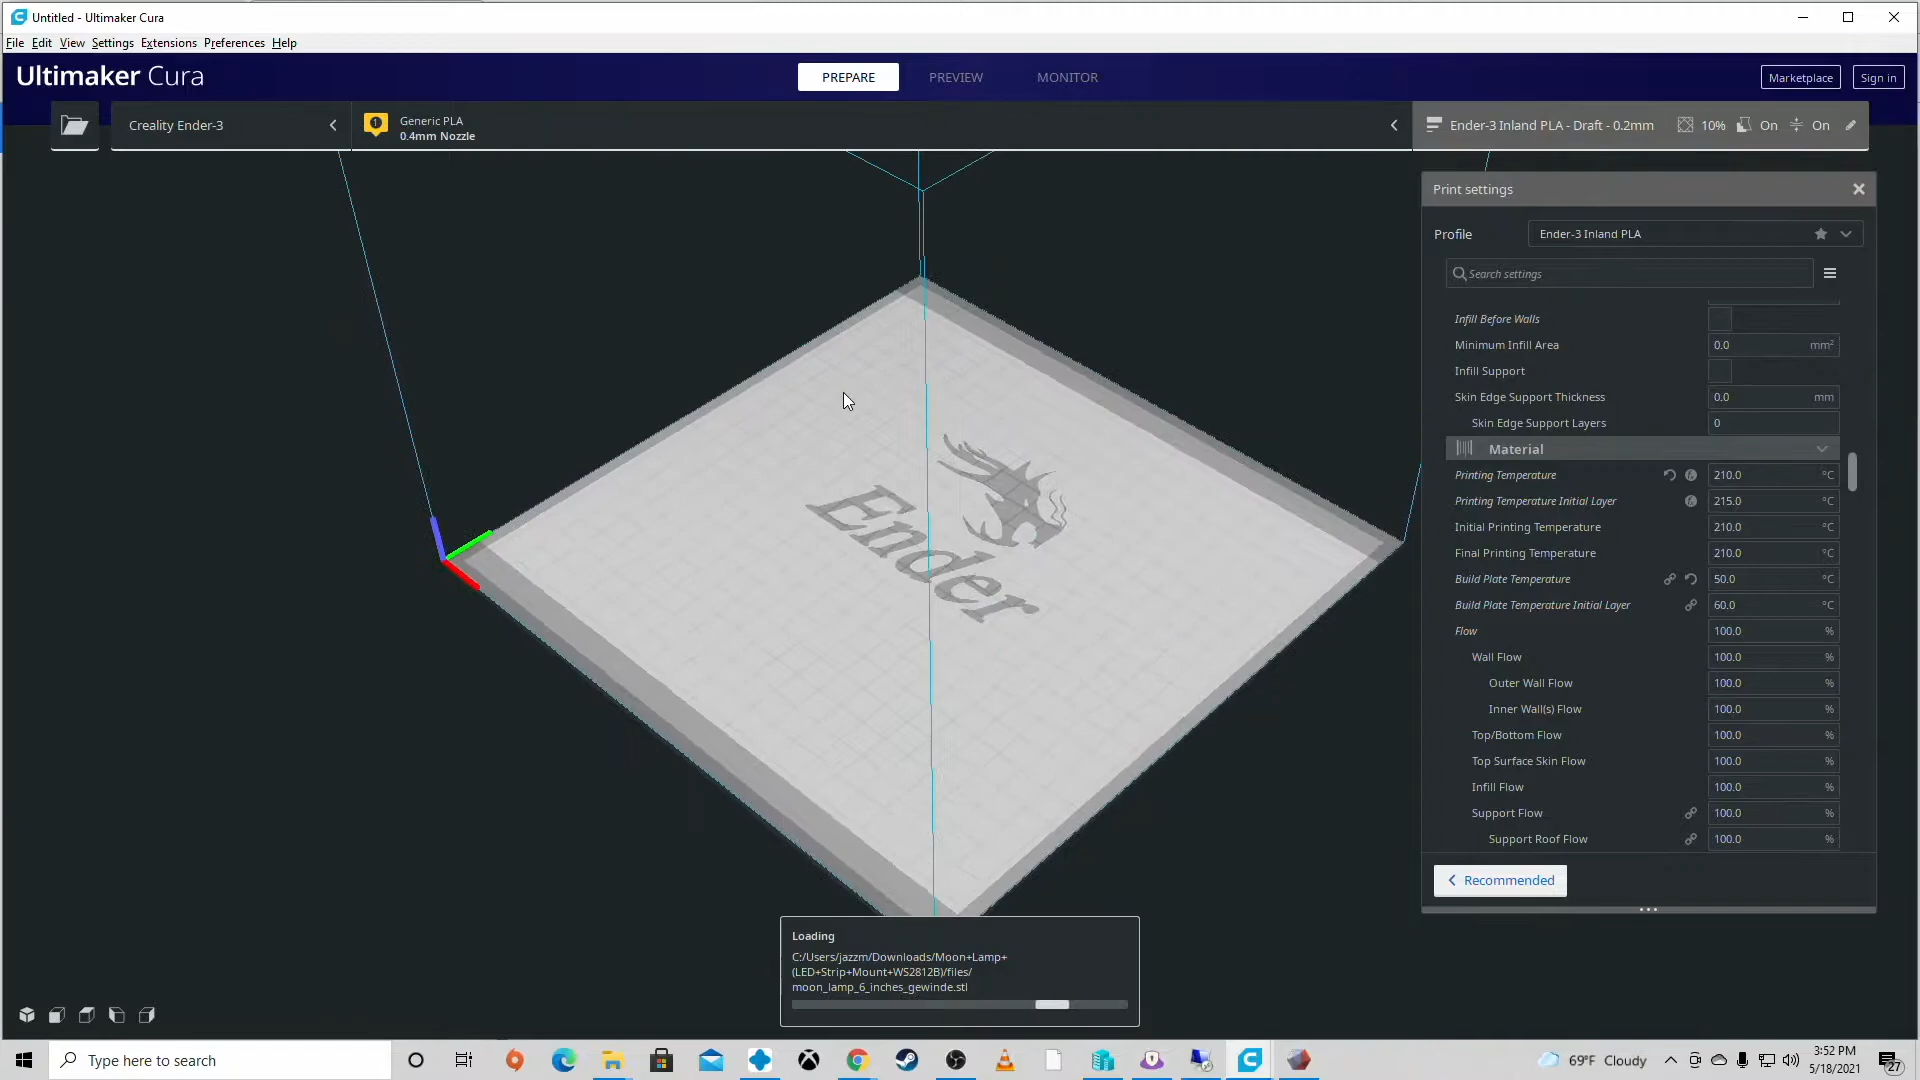 Untitled - Ultimaker Cura
File Edit View Settings Extensions Preferences Help
Ultimaker Cura
PREPARE
PREVIEW
MONITOR
Marketplace
Sign in
Creality Ender-3
1
Generic PLA
0.4mm Nozzle
Ender-3 Inland PLA - Draft - 0.2mm
10%
On
On
Print settings
Profile
Ender-3 Inland PLA
Search settings
Infill Before Walls
Minimum Infill Area 0.0 mm²
Infill Support
Skin Edge Support Thickness 0.0 mm
Skin Edge Support Layers 0
Material
Printing Temperature 210.0 °C
Printing Temperature Initial Layer 215.0 °C
Initial Printing Temperature 210.0 °C
Final Printing Temperature 210.0 °C
Build Plate Temperature 50.0 °C
Build Plate Temperature Initial Layer 60.0 °C
Flow 100.0 %
Wall Flow 100.0 %
Outer Wall Flow 100.0 %
Inner Wall(s) Flow 100.0 %
Top/Bottom Flow 100.0 %
Top Surface Skin Flow 100.0 %
Infill Flow 100.0 %
Support Flow 100.0 %
Support Roof Flow 100.0 %
Recommended
Ender
Loading
C:/Users/jazzm/Downloads/Moon+Lamp+
(LED+Strip+Mount+WS2812B)/files/
moon_lamp_6_inches_gewinde.stl
Type here to search
69°F Cloudy
3:52 PM
5/18/2021
27